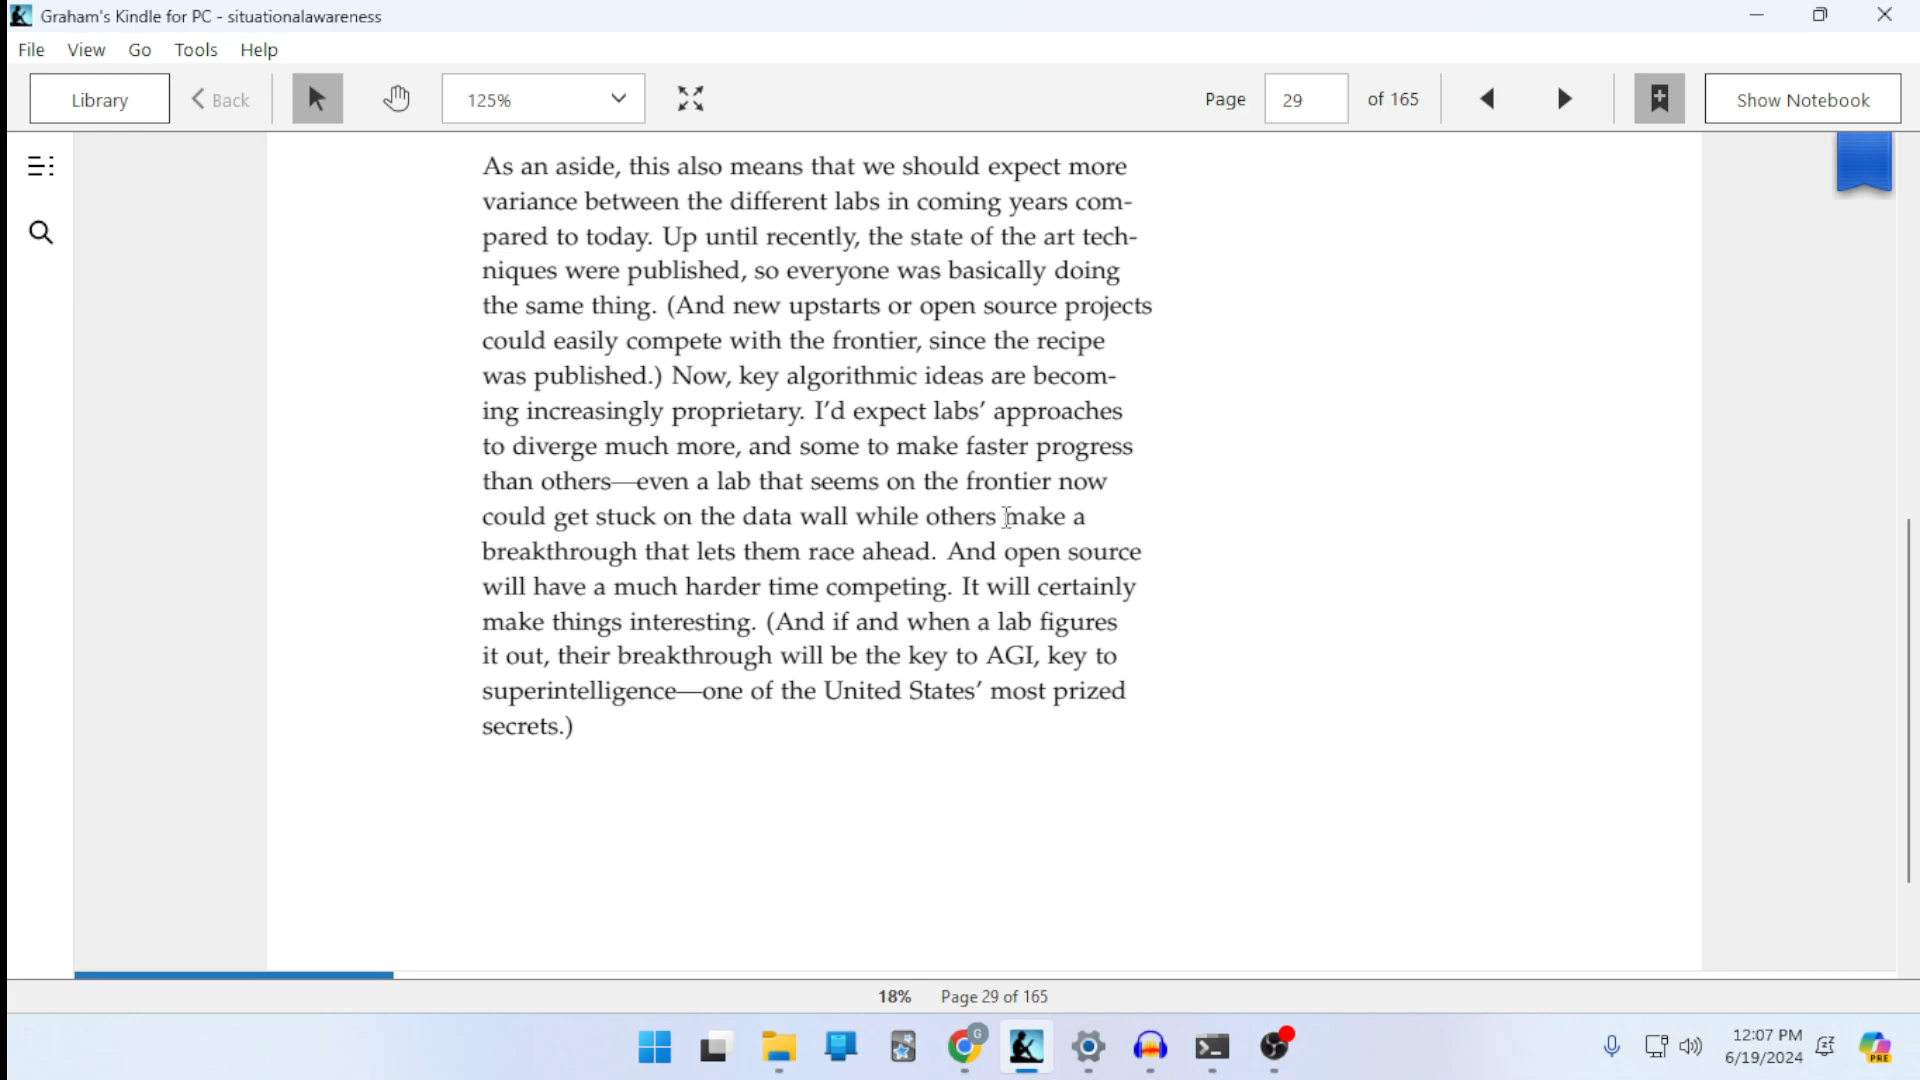 Graham's Kindle for PC - situationalawareness
File View Go Tools Help
Library Back 125% Page 29 of 165 Show Notebook
As an aside, this also means that we should expect more
variance between the different labs in coming years com-
pared to today. Up until recently, the state of the art tech-
niques were published, so everyone was basically doing
the same thing. (And new upstarts or open source projects
could easily compete with the frontier, since the recipe
was published.) Now, key algorithmic ideas are becom-
ing increasingly proprietary. I'd expect labs' approaches
to diverge much more, and some to make faster progress
than others—even a lab that seems on the frontier now
could get stuck on the data wall while others make a
breakthrough that lets them race ahead. And open source
will have a much harder time competing. It will certainly
make things interesting. (And if and when a lab figures
it out, their breakthrough will be the key to AGI, key to
superintelligence—one of the United States' most prized
secrets.)
18% Page 29 of 165
G
12:07 PM
6/19/2024
PRE